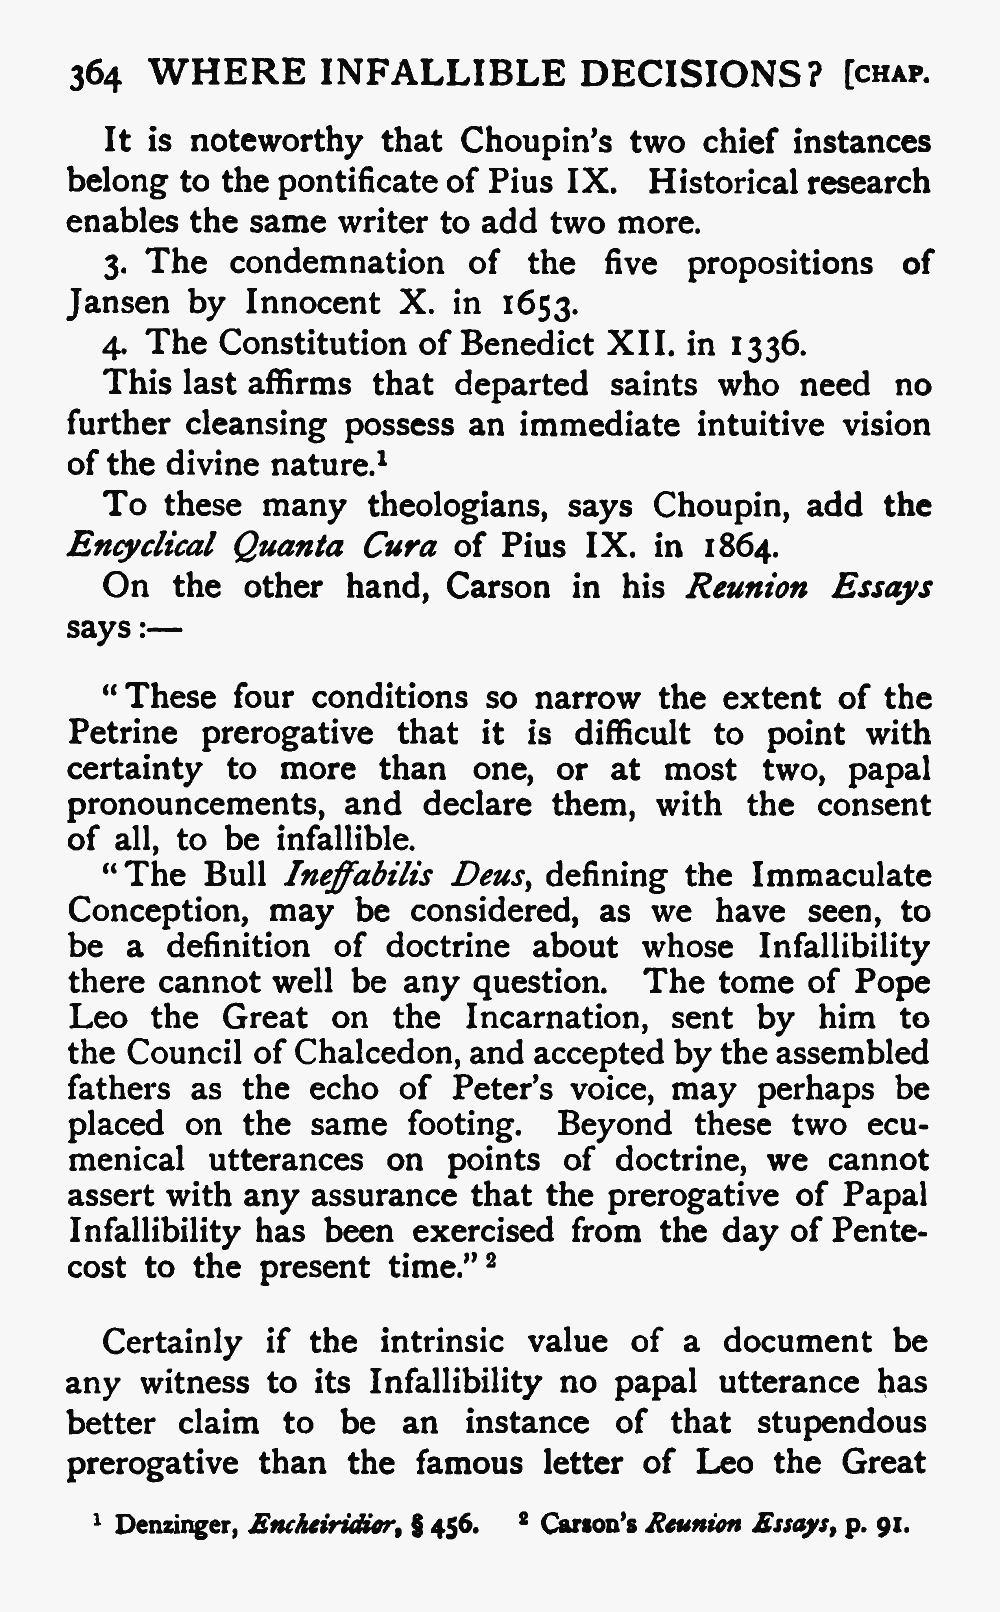 364 WHERE INFALLIBLE DECISIONS? [CHAP.
It is noteworthy that Choupin's two chief instances
belong to the pontificate of Pius IX. Historical research
enables the same writer to add two more.
3. The condemnation of the five propositions of
Jansen by Innocent X. in 1653.
4. The Constitution of Benedict XII. in 1336.
This last affirms that departed saints who need no
further cleansing possess an immediate intuitive vision
of the divine nature.¹
To these many theologians, says Choupin, add the
Encyclical Quanta Cura of Pius IX. in 1864.
On the other hand, Carson in his Reunion Essays
says :—
“These four conditions so narrow the extent of the
Petrine prerogative that it is difficult to point with
certainty to more than one, or at most two, papal
pronouncements, and declare them, with the consent
of all, to be infallible.
“The Bull Ineffabilis Deus, defining the Immaculate
Conception, may be considered, as we have seen, to
be a definition of doctrine about whose Infallibility
there cannot well be any question. The tome of Pope
Leo the Great on the Incarnation, sent by him to
the Council of Chalcedon, and accepted by the assembled
fathers as the echo of Peter's voice, may perhaps be
placed on the same footing. Beyond these two ecu-
menical utterances on points of doctrine, we cannot
assert with any assurance that the prerogative of Papal
Infallibility has been exercised from the day of Pente-
cost to the present time.” ²
Certainly if the intrinsic value of a document be
any witness to its Infallibility no papal utterance has
better claim to be an instance of that stupendous
prerogative than the famous letter of Leo the Great
¹ Denzinger, Encheiridior, § 456. ² Carson's Reunion Essays, p. 91.